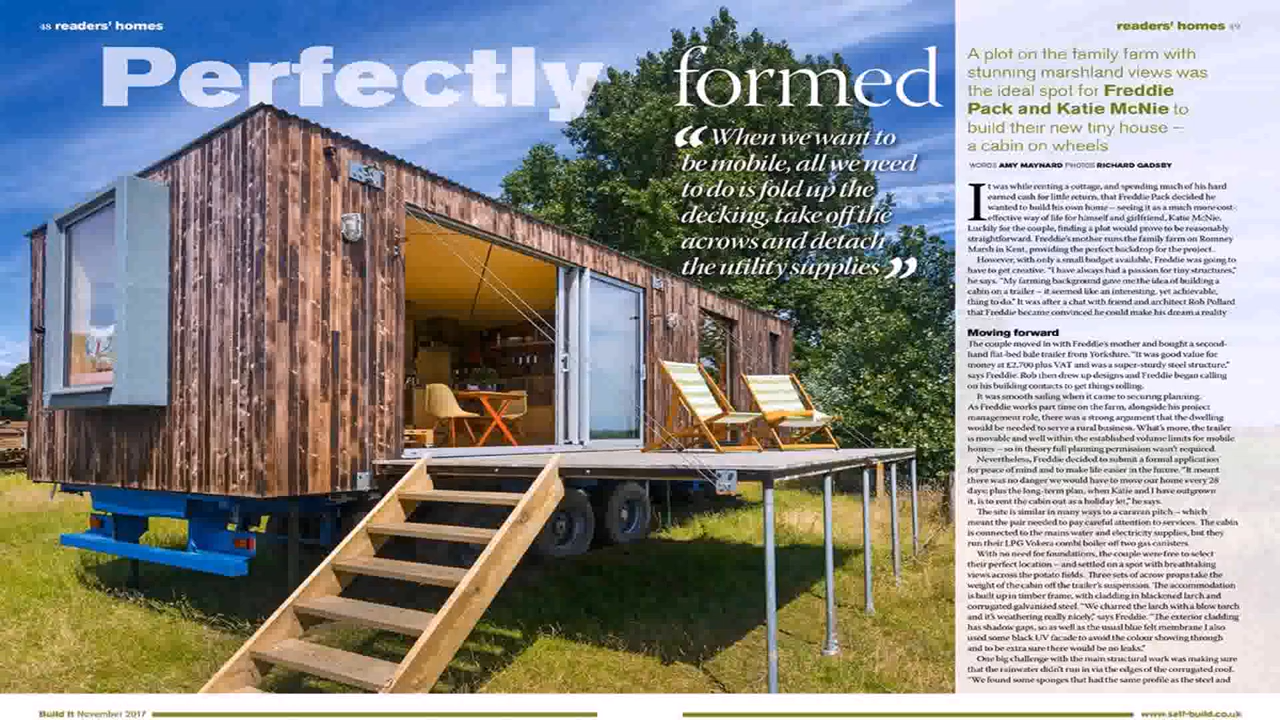 48 readers' homes
Perfectly formed
“ When we want to
be mobile, all we need
to do is fold up the
decking, take off the
acrows and detach
the utility supplies ”
readers' homes 49
A plot on the family farm with
stunning marshland views was
the ideal spot for Freddie
Pack and Katie McNie to
build their new tiny house –
a cabin on wheels
WORDS AMY MAYNARD PHOTOS RICHARD GADSBY
It was while renting a cottage, and spending much of his hard
earned cash for little return, that Freddie Pack decided he
wanted to build his own home – seeing it as a much more cost-
effective way of life for himself and girlfriend, Katie McNie.
Luckily for the couple, finding a plot would prove to be reasonably
straightforward. Freddie's mother runs the family farm on Romney
Marsh in Kent, providing the perfect backdrop for the project.
However, with only a small budget available, Freddie was going to
have to get creative. "I have always had a passion for tiny structures,"
he says. "My farming background gave me the idea of building a
cabin on a trailer – it seemed like an interesting, yet achievable,
thing to do." It was after a chat with friend and architect Rob Pollard
that Freddie became convinced he could make his dream a reality
Moving forward
The couple moved in with Freddie's mother and bought a second-
hand flat-bed bale trailer from Yorkshire. "It was good value for
money at £2,700 plus VAT and was a super-sturdy steel structure,"
says Freddie. Rob then drew up designs and Freddie began calling
on his building contacts to get things rolling.
It was smooth sailing when it came to securing planning.
As Freddie works part time on the farm, alongside his project
management role, there was a strong argument that the dwelling
would be needed to serve a rural business. What's more, the trailer
is movable and well within the established volume limits for mobile
homes – so in theory full planning permission wasn't required.
Nevertheless, Freddie decided to submit a formal application
for peace of mind and to make life easier in the future. "It meant
there was no danger we would have to move our home every 28
days; plus the long-term plan, when Katie and I have outgrown
it, is to rent the cabin out as a holiday let," he says.
The site is similar in many ways to a caravan pitch – which
meant the pair needed to pay careful attention to services. The cabin
is connected to the mains water and electricity supplies, but they
run their LPG Vokera combi boiler off two gas canisters.
With no need for foundations, the couple were free to select
their perfect location – and settled on a spot with breathtaking
views across the potato fields. Three sets of acrow props take the
weight of the cabin off the trailer's suspension. The accommodation
is built up in timber frame, with cladding in blackened larch and
corrugated galvanized steel. "We charred the larch with a blow torch
and it's weathering really nicely," says Freddie. "The exterior cladding
has shadow gaps, so as well as the usual blue felt membrane I also
used some black UV facade to avoid the colour showing through
and to be extra sure there would be no leaks."
One big challenge with the main structural work was making sure
that the rainwater didn't run in via the edges of the corrugated roof.
"We found some sponges that had the same profile as the steel and
Build It November 2017
www.self-build.co.uk